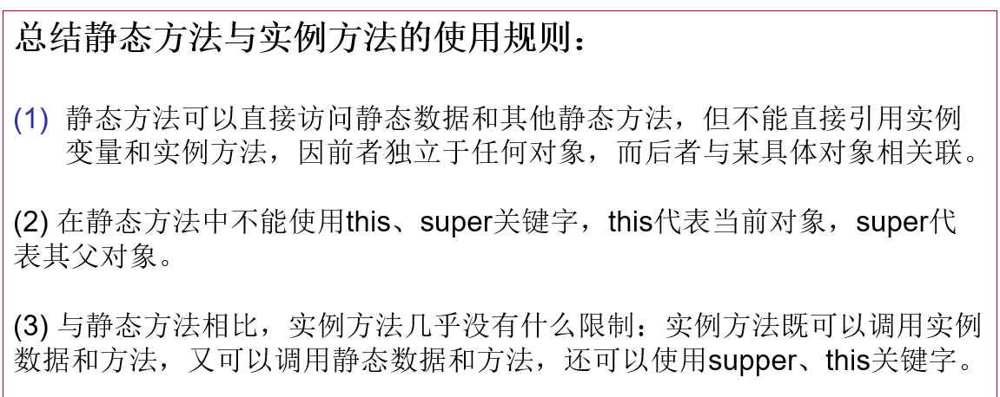 总结静态方法与实例方法的使用规则：
(1) 静态方法可以直接访问静态数据和其他静态方法，但不能直接引用实例
变量和实例方法，因前者独立于任何对象，而后者与某具体对象相关联。
(2) 在静态方法中不能使用this、super关键字，this代表当前对象，super代
表其父对象。
(3) 与静态方法相比，实例方法几乎没有什么限制：实例方法既可以调用实例
数据和方法，又可以调用静态数据和方法，还可以使用supper、this关键字。